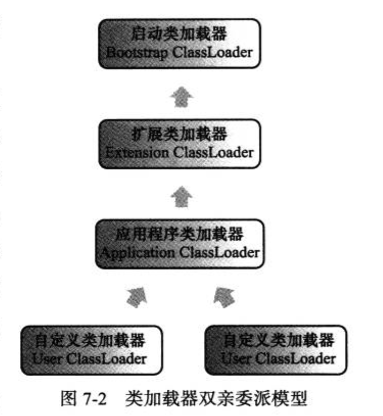 启动类加载器
Bootstrap ClassLoader
扩展类加载器
Extension ClassLoader
应用程序类加载器
Application ClassLoader
自定义类加载器
User ClassLoader
自定义类加载器
User ClassLoader
图 7-2 类加载器双亲委派模型